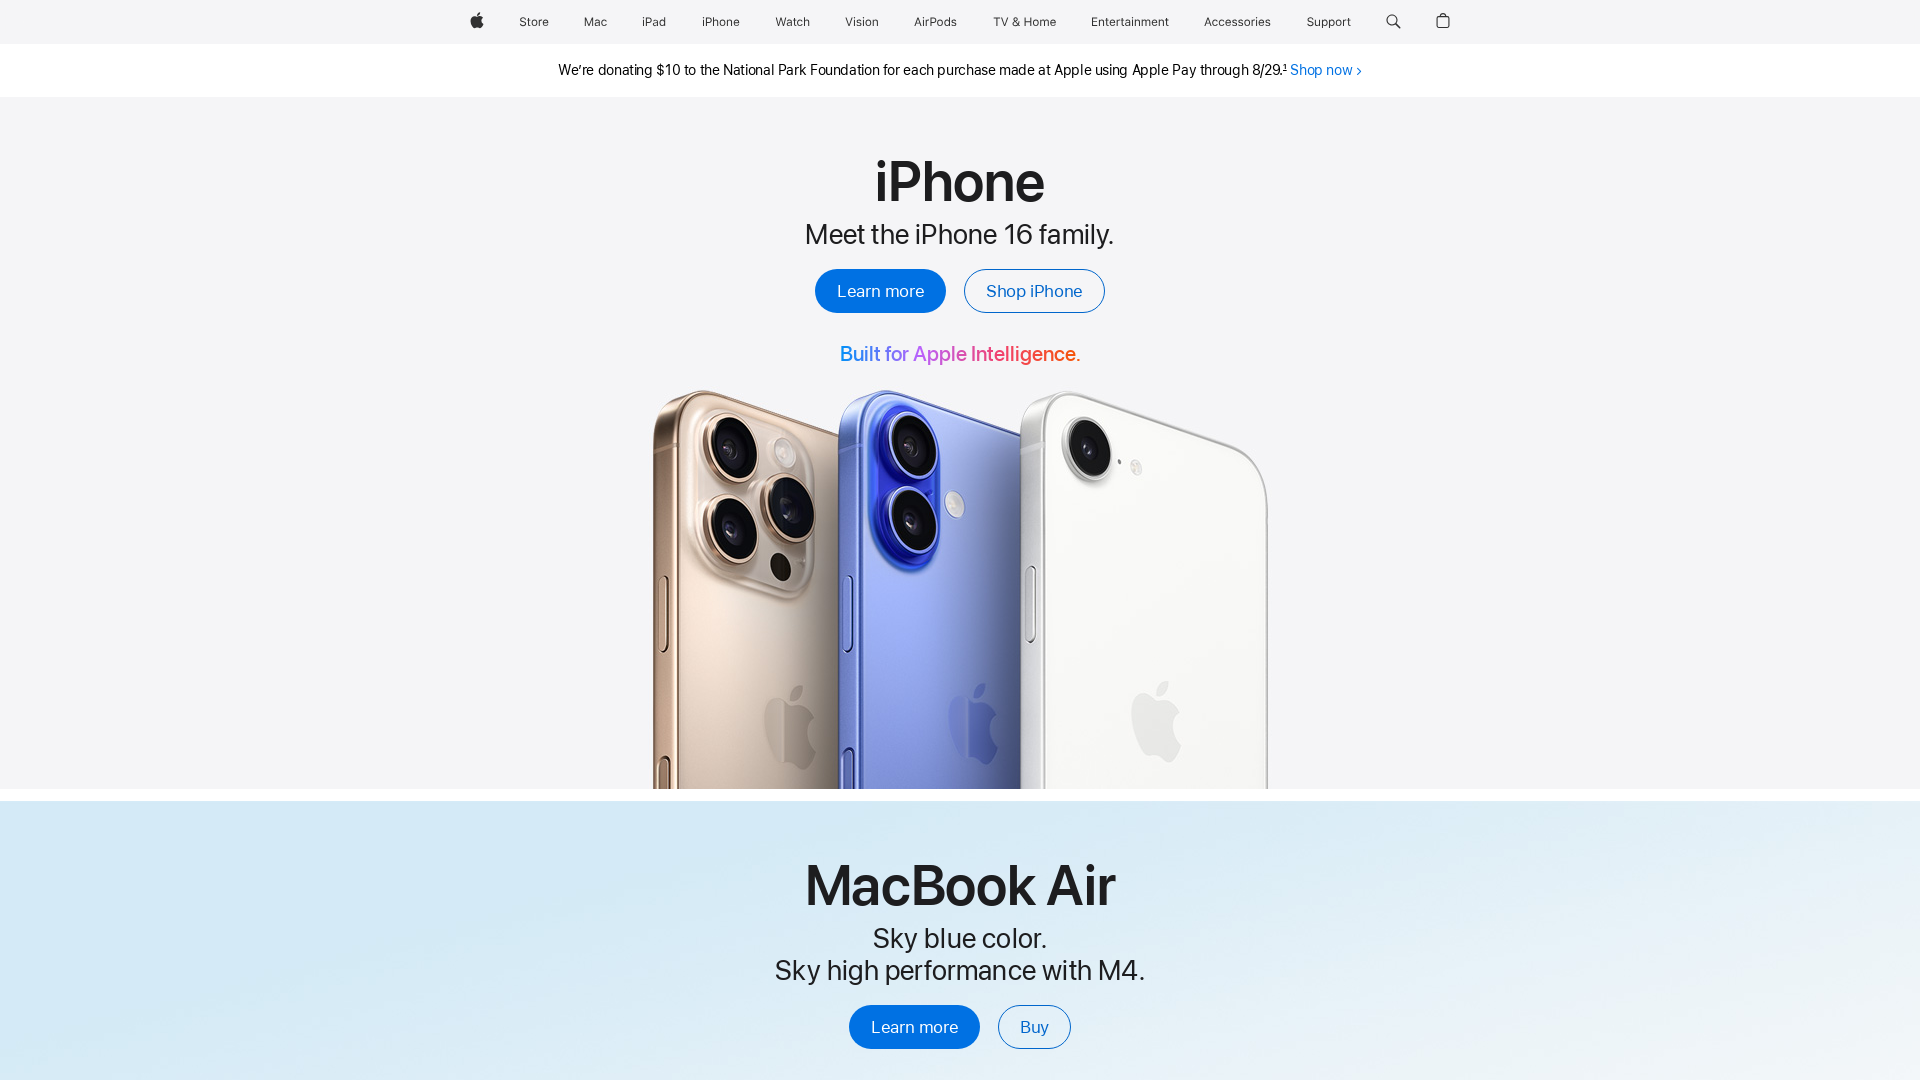 Store Mac iPad iPhone Watch Vision AirPods TV & Home Entertainment Accessories Support
We’re donating $10 to the National Park Foundation for each purchase made at Apple using Apple Pay through 8/29.¹ Shop now >
iPhone
Meet the iPhone 16 family.
Learn more Shop iPhone
Built for Apple Intelligence.
MacBook Air
Sky blue color.
Sky high performance with M4.
Learn more Buy